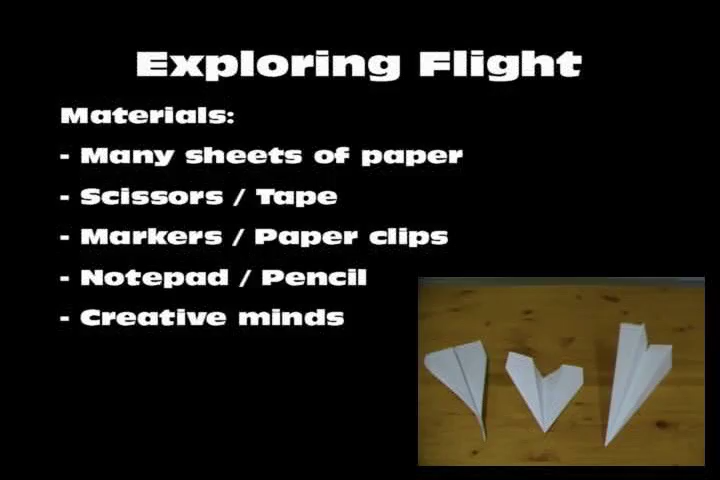 Exploring Flight
Materials:
- Many sheets of paper
- Scissors / Tape
- Markers / Paper clips
- Notepad / Pencil
- Creative minds